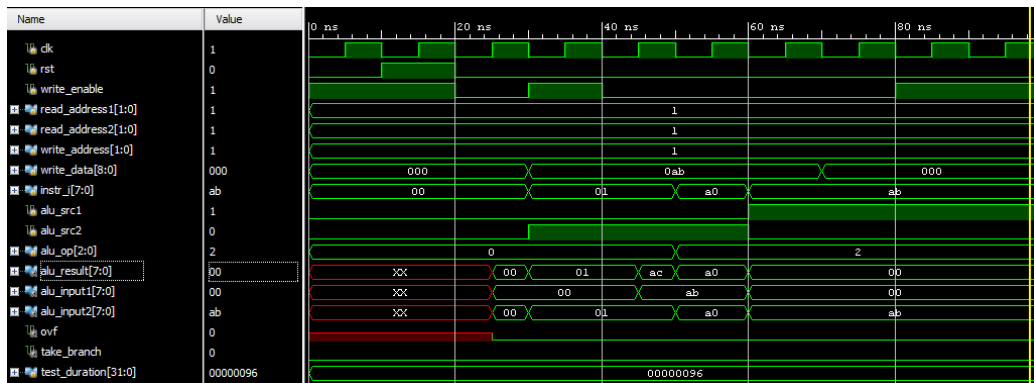 Name Value 0 ns 20 ns 40 ns 60 ns 80 ns
clk 1
rst 0
write_enable 1
read_address1[1:0] 1 1
read_address2[1:0] 1 1
write_address[1:0] 1 1
write_data[8:0] 000 000 0ab 000
instr_i[7:0] ab 00 01 a0 ab
alu_src1 1
alu_src2 0
alu_op[2:0] 2 0 2
alu_result[7:0] 00 XX 00 01 ac a0 00
alu_input1[7:0] 00 XX 00 ab 00
alu_input2[7:0] ab XX 00 01 a0 ab
ovf 0
take_branch 0
test_duration[31:0] 00000096 00000096